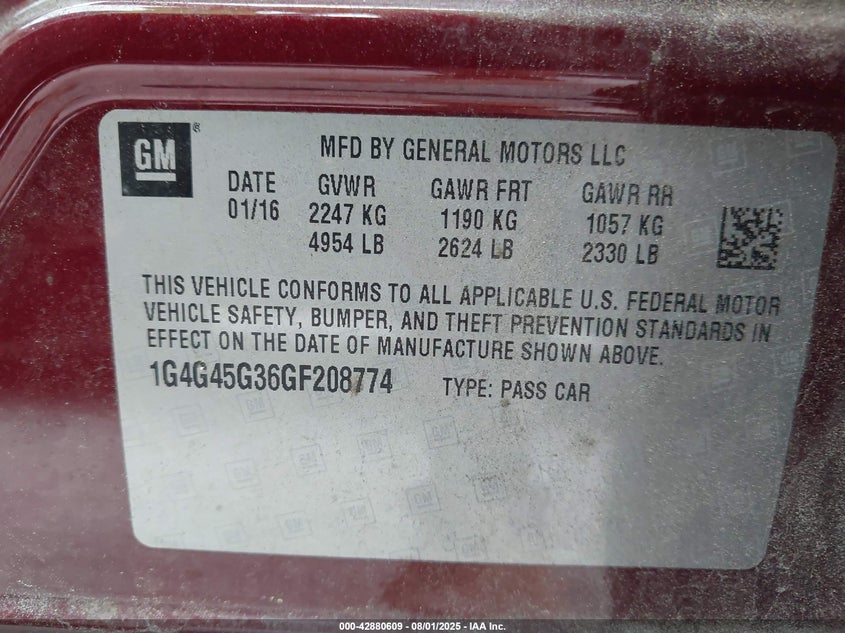 GM®
MFD BY GENERAL MOTORS LLC
DATE GVWR GAWR FRT GAWR RR
01/16 2247 KG 1190 KG 1057 KG
4954 LB 2624 LB 2330 LB
THIS VEHICLE CONFORMS TO ALL APPLICABLE U.S. FEDERAL MOTOR
VEHICLE SAFETY, BUMPER, AND THEFT PREVENTION STANDARDS IN
EFFECT ON THE DATE OF MANUFACTURE SHOWN ABOVE.
1G4G45G36GF208774 TYPE: PASS CAR
000-42880609 - 08/01/2025 - IAA Inc.